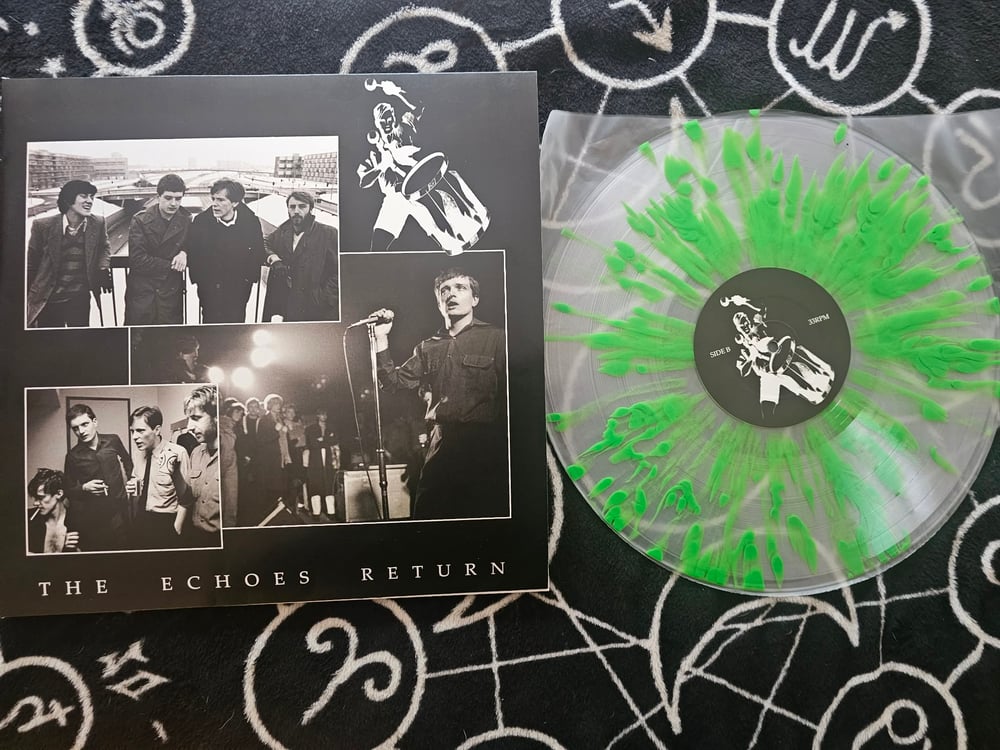 THE ECHOES RETURN
SIDE B
33RPM